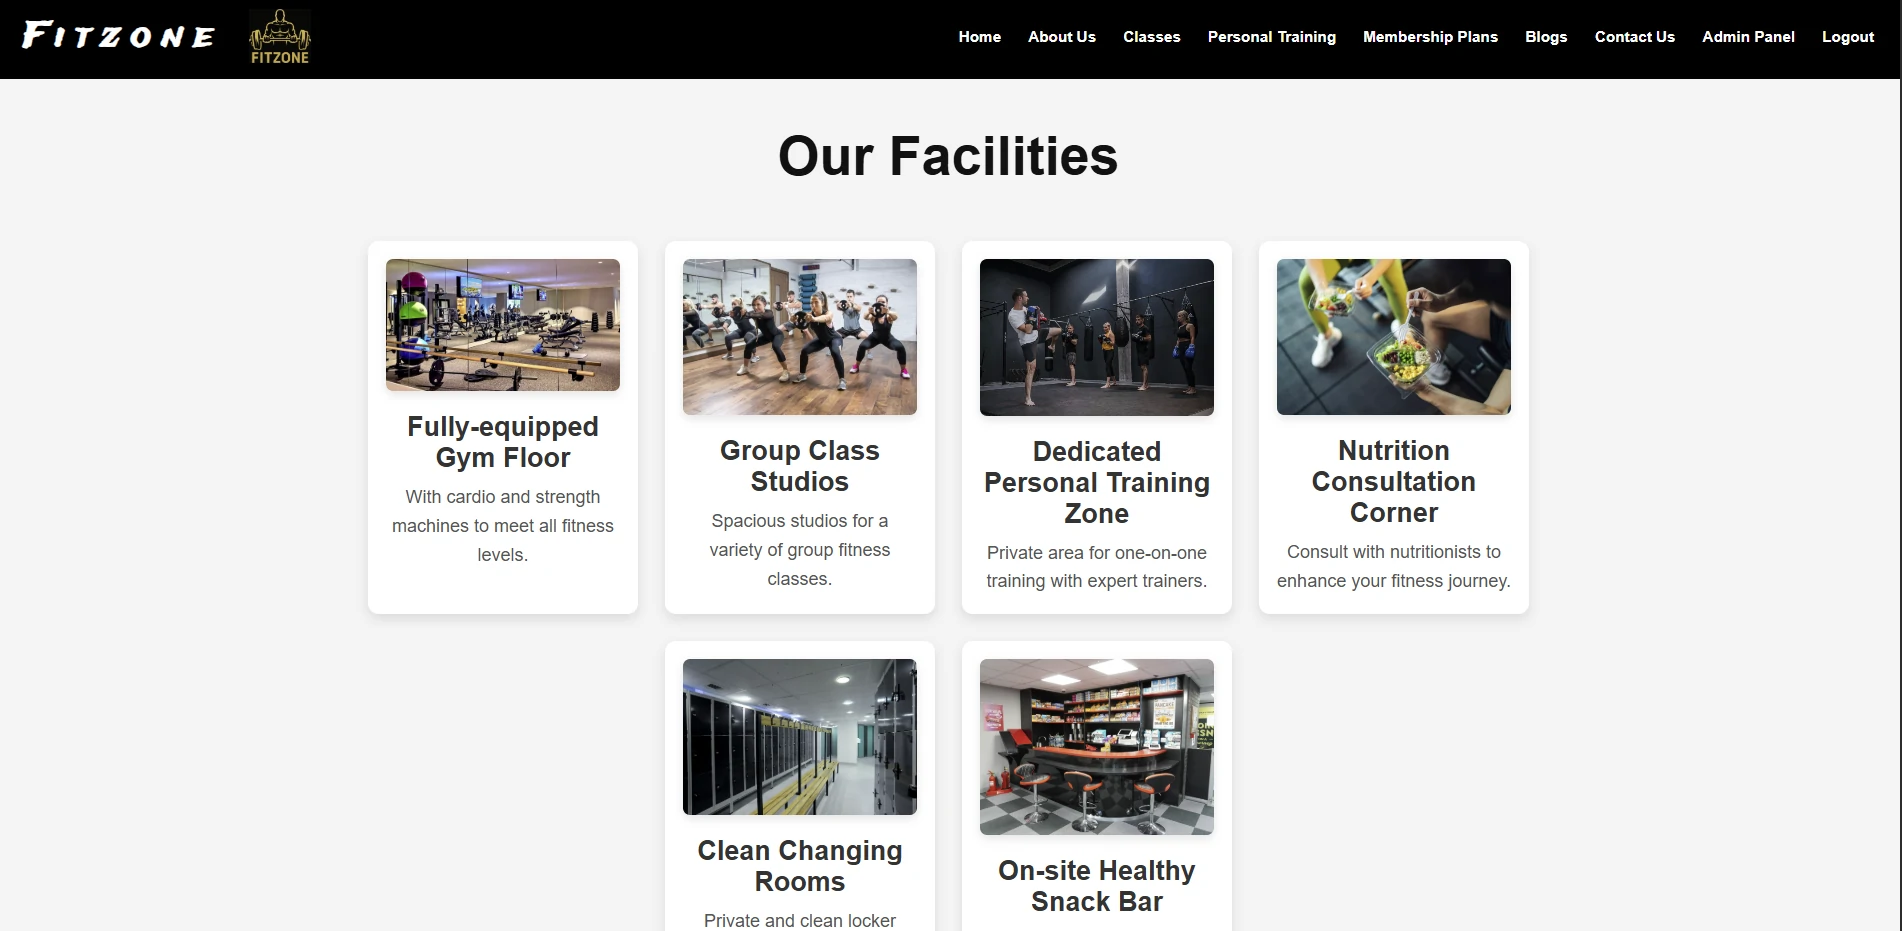 FITZONE
FITZONE
Home About Us Classes Personal Training Membership Plans Blogs Contact Us Admin Panel Logout
Our Facilities
Fully-equipped
Gym Floor
With cardio and strength
machines to meet all fitness
levels.
Group Class
Studios
Spacious studios for a
variety of group fitness
classes.
Dedicated
Personal Training
Zone
Private area for one-on-one
training with expert trainers.
Nutrition
Consultation
Corner
Consult with nutritionists to
enhance your fitness journey.
Clean Changing
Rooms
Private and clean locker
On-site Healthy
Snack Bar